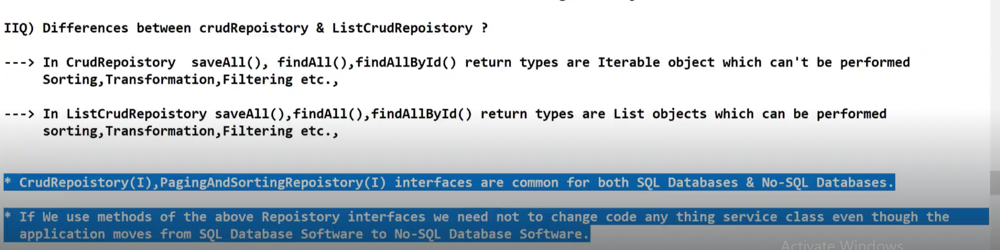 IIQ) Differences between crudRepoistory & ListCrudRepoistory ?
---> In CrudRepoistory saveAll(), findAll(),findAllById() return types are Iterable object which can't be performed
Sorting,Transformation,Filtering etc.,
---> In ListCrudRepoistory saveAll(),findAll(),findAllById() return types are List objects which can be performed
sorting,Transformation,Filtering etc.,
* CrudRepoistory(I),PagingAndSortingRepoistory(I) interfaces are common for both SQL Databases & No-SQL Databases.
* If We use methods of the above Repoistory interfaces we need not to change code any thing service class even though the
application moves from SQL Database Software to No-SQL Database Software.
Activate Windows